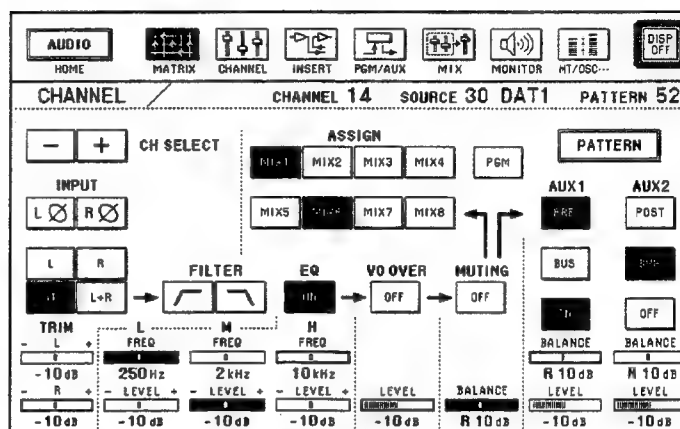 AUDIO DISP OFF
HOME MATRIX CHANNEL INSERT PGM/AUX MIX MONITOR MT/OSC···
CHANNEL CHANNEL 14 SOURCE 30 DAT1 PATTERN 52
ASSIGN
− + CH SELECT MIX1 MIX2 MIX3 MIX4 PGM PATTERN
INPUT AUX1 AUX2
L Ø R Ø MIX5 MIX6 MIX7 MIX8 PRE POST
L R FILTER EQ VO OVER MUTING BUS
L+R ON OFF OFF OFF
TRIM L M H
− L + FREQ FREQ FREQ BALANCE BALANCE
-10dB 250Hz 2kHz 10kHz R 10dB R 10dB
− R + − LEVEL + − LEVEL + − LEVEL + LEVEL BALANCE LEVEL LEVEL
-10dB -10dB -10dB -10dB -10dB R 10dB -10dB -10dB